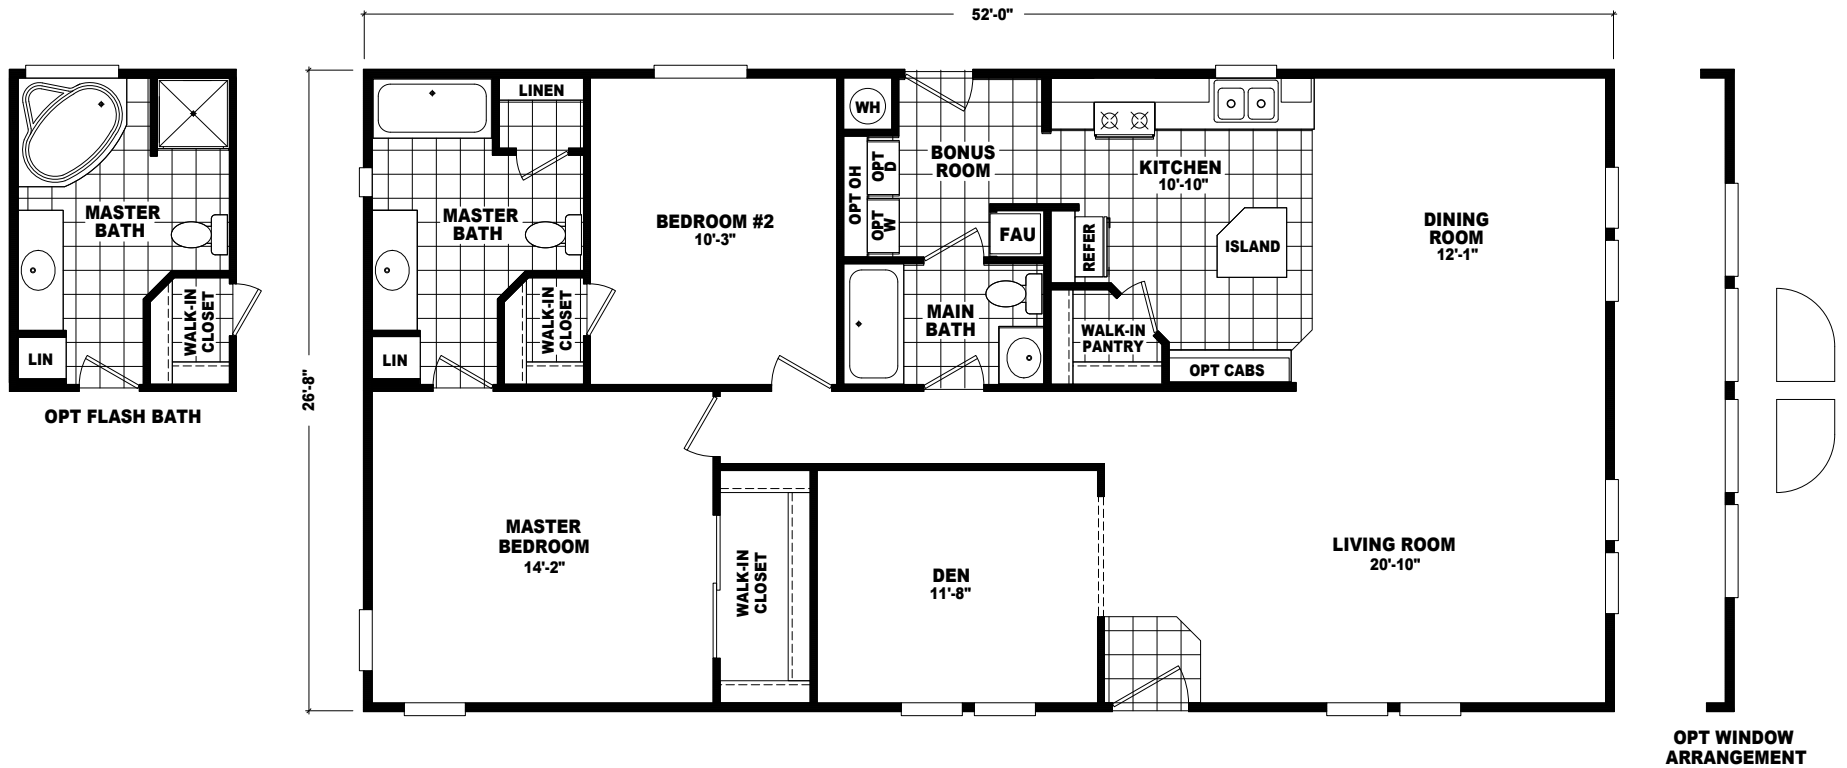 52'-0"
26'-8"
MASTER
BATH
LIN
WALK-IN
CLOSET
OPT FLASH BATH
LINEN
MASTER
BATH
LIN
WALK-IN
CLOSET
BEDROOM #2
10'-3"
WH
OPT OH
OPT
D
OPT
W
BONUS
ROOM
FAU
MAIN
BATH
KITCHEN
10'-10"
REFER
ISLAND
WALK-IN
PANTRY
OPT CABS
DINING
ROOM
12'-1"
MASTER
BEDROOM
14'-2"
WALK-IN
CLOSET
DEN
11'-8"
LIVING ROOM
20'-10"
OPT WINDOW
ARRANGEMENT